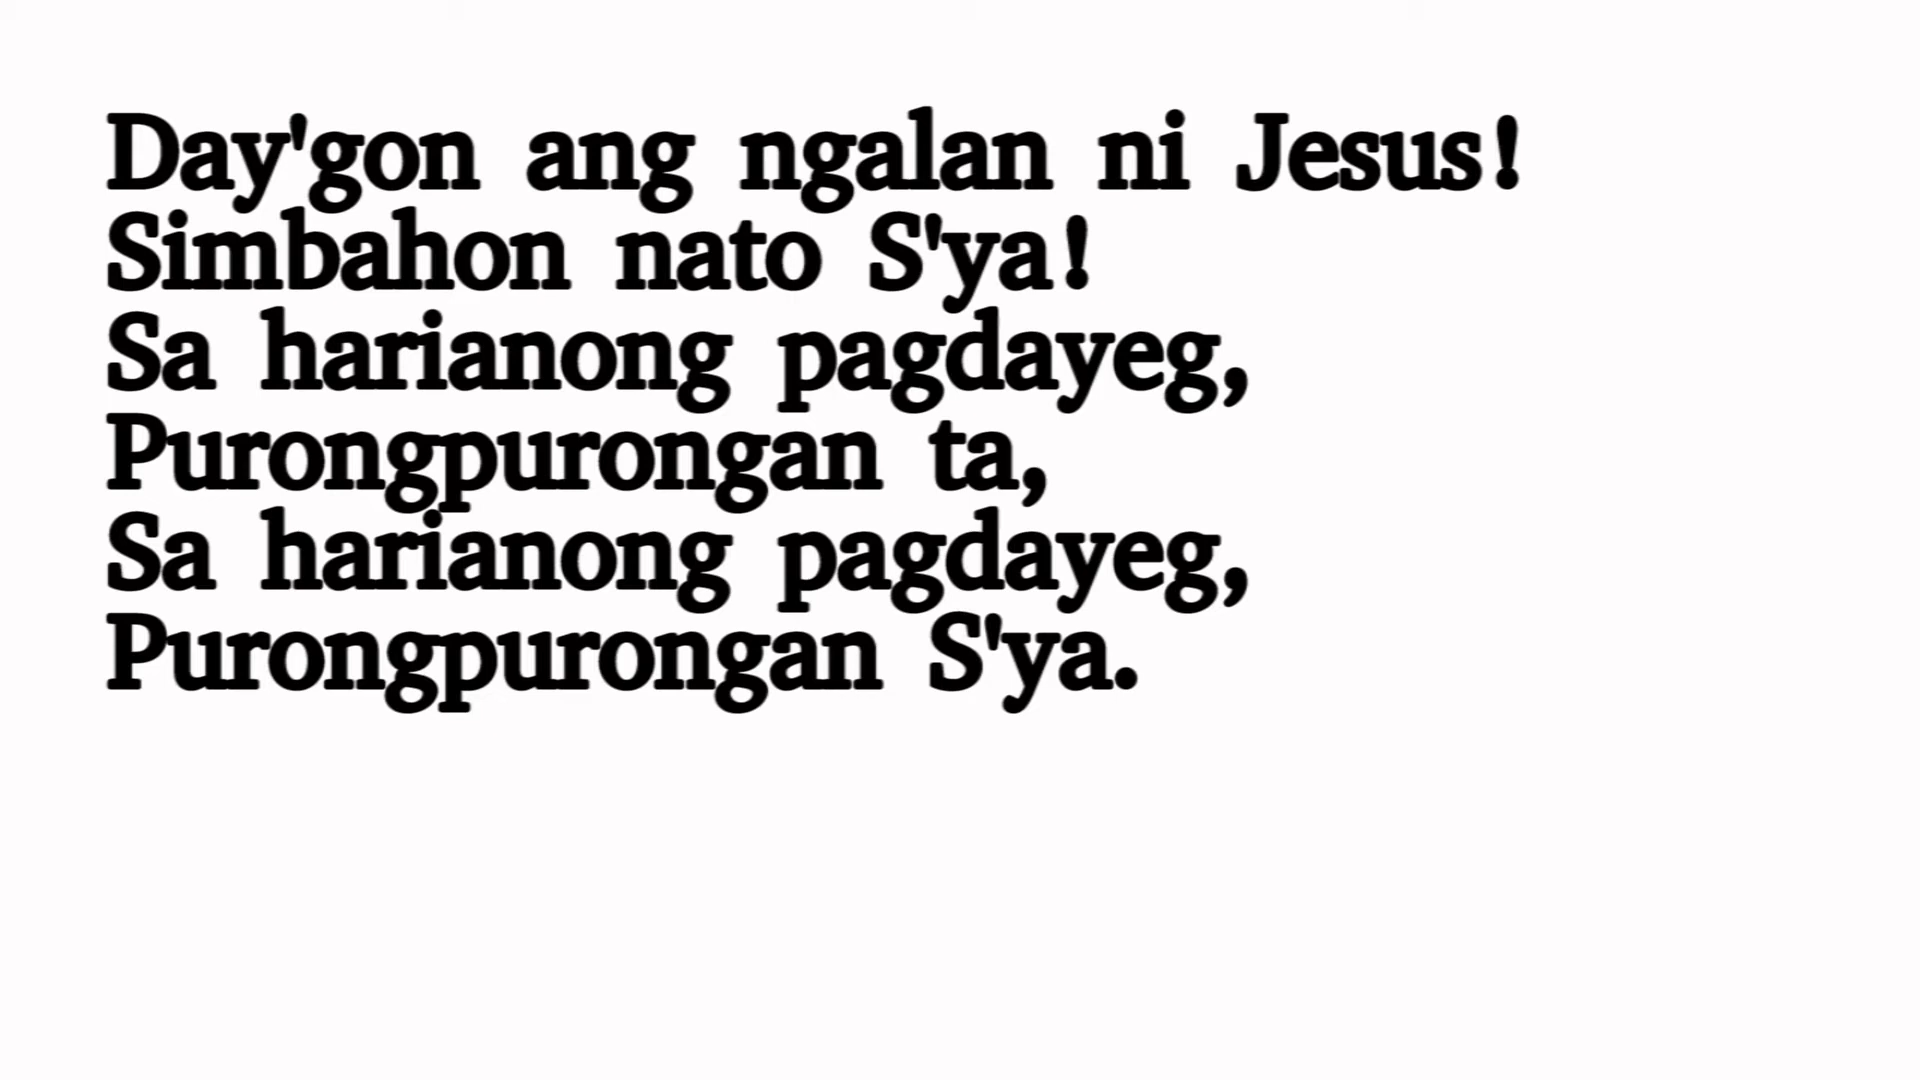 Day'gon ang ngalan ni Jesus!
Simbahon nato S'ya!
Sa harianong pagdayeg,
Purongpurongan ta,
Sa harianong pagdayeg,
Purongpurongan S'ya.